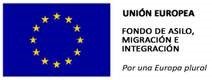 UNIÓN EUROPEA
FONDO DE ASILO,
MIGRACIÓN E
INTEGRACIÓN
Por una Europa plural